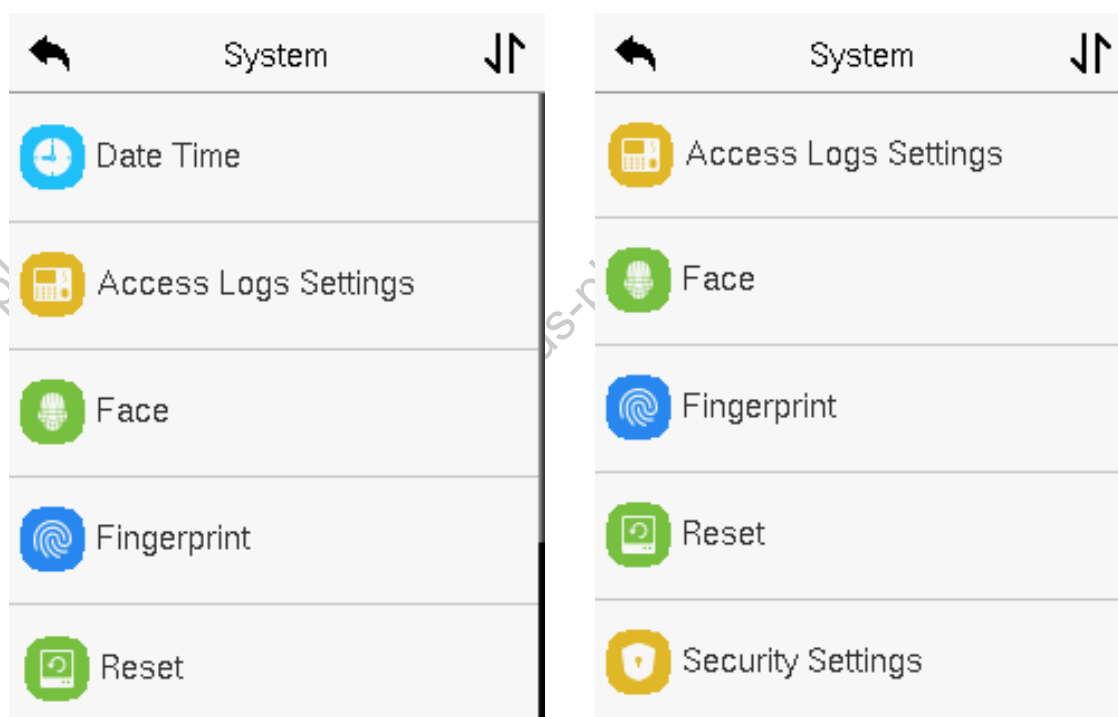 System
Date Time
Access Logs Settings
Face
Fingerprint
Reset
System
Access Logs Settings
Face
Fingerprint
Reset
Security Settings